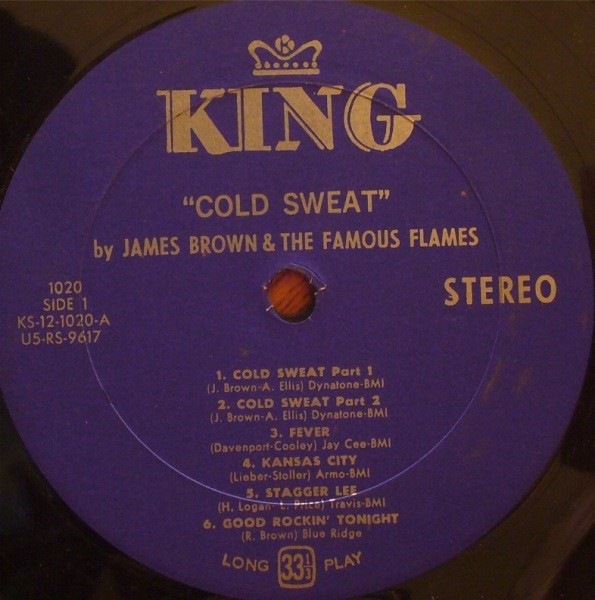 K
KING
"COLD SWEAT"
by JAMES BROWN & THE FAMOUS FLAMES
1020
SIDE 1
KS-12-1020-A
U5-RS-9617
STEREO
1. COLD SWEAT Part 1
(J. Brown-A. Ellis) Dynatone-BMI
2. COLD SWEAT Part 2
(J. Brown-A. Ellis) Dynatone-BMI
3. FEVER
(Davenport-Cooley) Jay Cee-BMI
4. KANSAS CITY
(Lieber-Stoller) Armo-BMI
5. STAGGER LEE
(H. Logan- L. Price) Travis-BMI
6. GOOD ROCKIN' TONIGHT
(R. Brown) Blue Ridge
LONG 33 1/3 PLAY